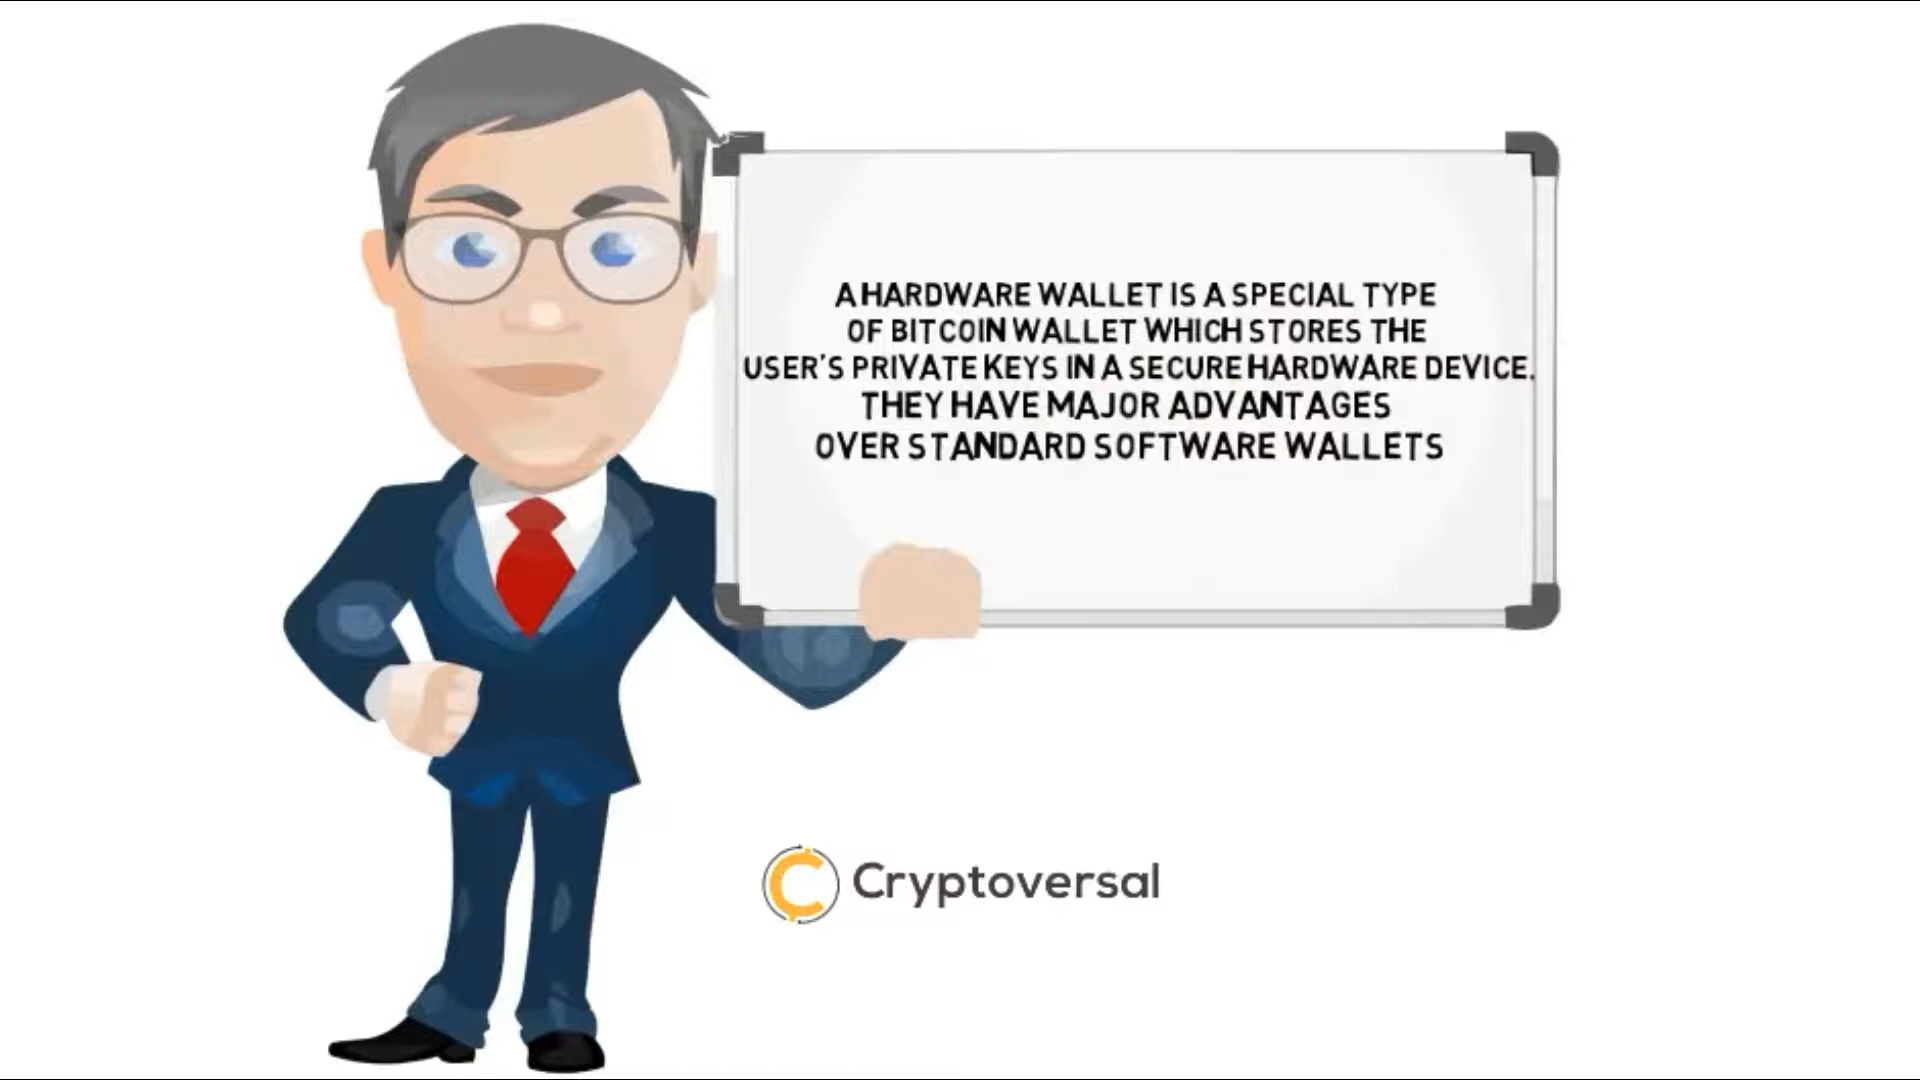 A HARDWARE WALLET IS A SPECIAL TYPE
OF BITCOIN WALLET WHICH STORES THE
USER'S PRIVATE KEYS IN A SECURE HARDWARE DEVICE.
THEY HAVE MAJOR ADVANTAGES
OVER STANDARD SOFTWARE WALLETS
Cryptoversal